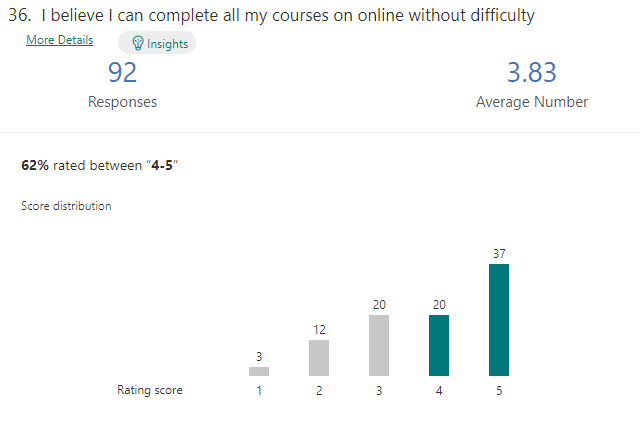 36. I believe I can complete all my courses on online without difficulty
More Details
Insights
92
3.83
Responses
Average Number
62% rated between “4-5”
Score distribution
37
20
20
12
3
Rating score
1
2
3
4
5